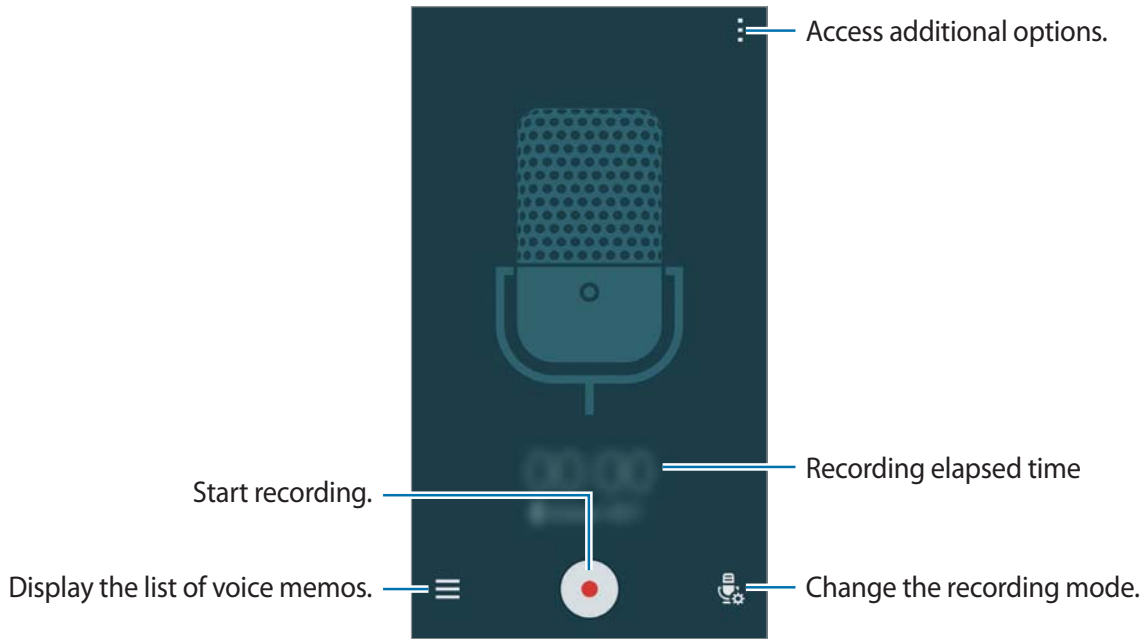 Access additional options.
Recording elapsed time
Start recording.
Display the list of voice memos.
Change the recording mode.